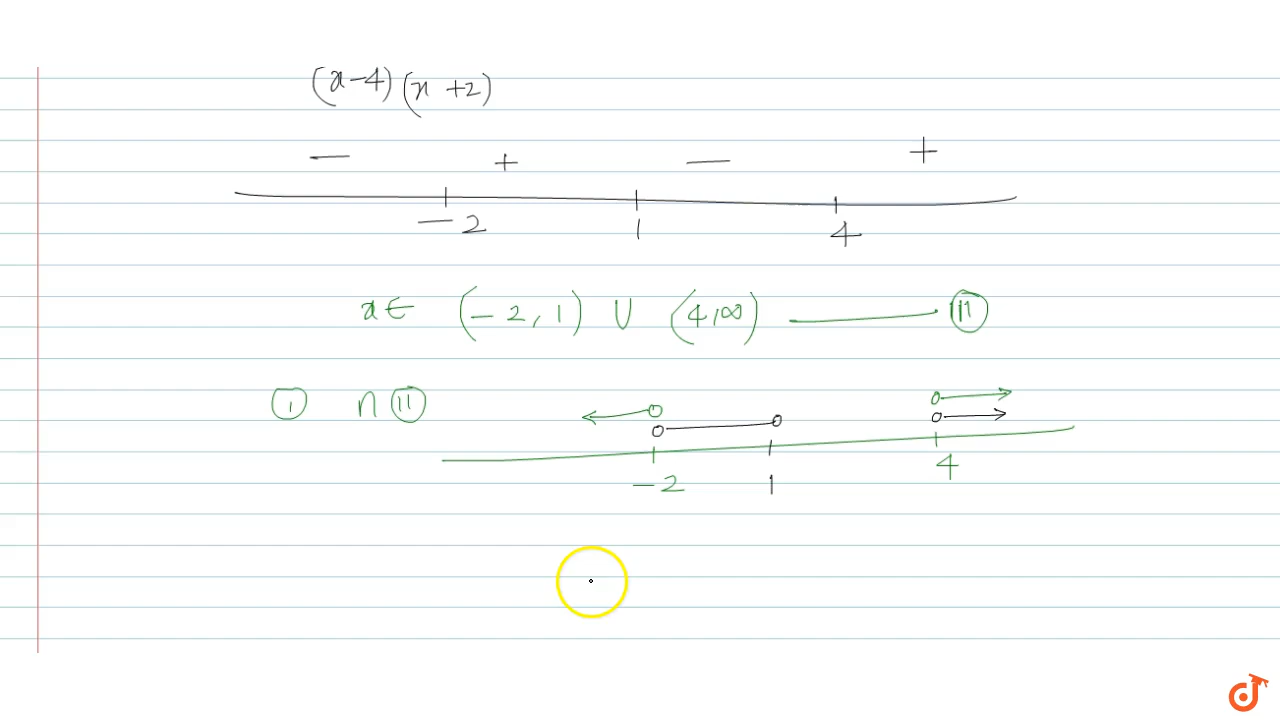 (x-4)(x+2)
— + — +
-2 1 4
x∈ (-2,1) ∪ (4,∞) ——— (II)
(I) ∩ (II)
-2 1 4